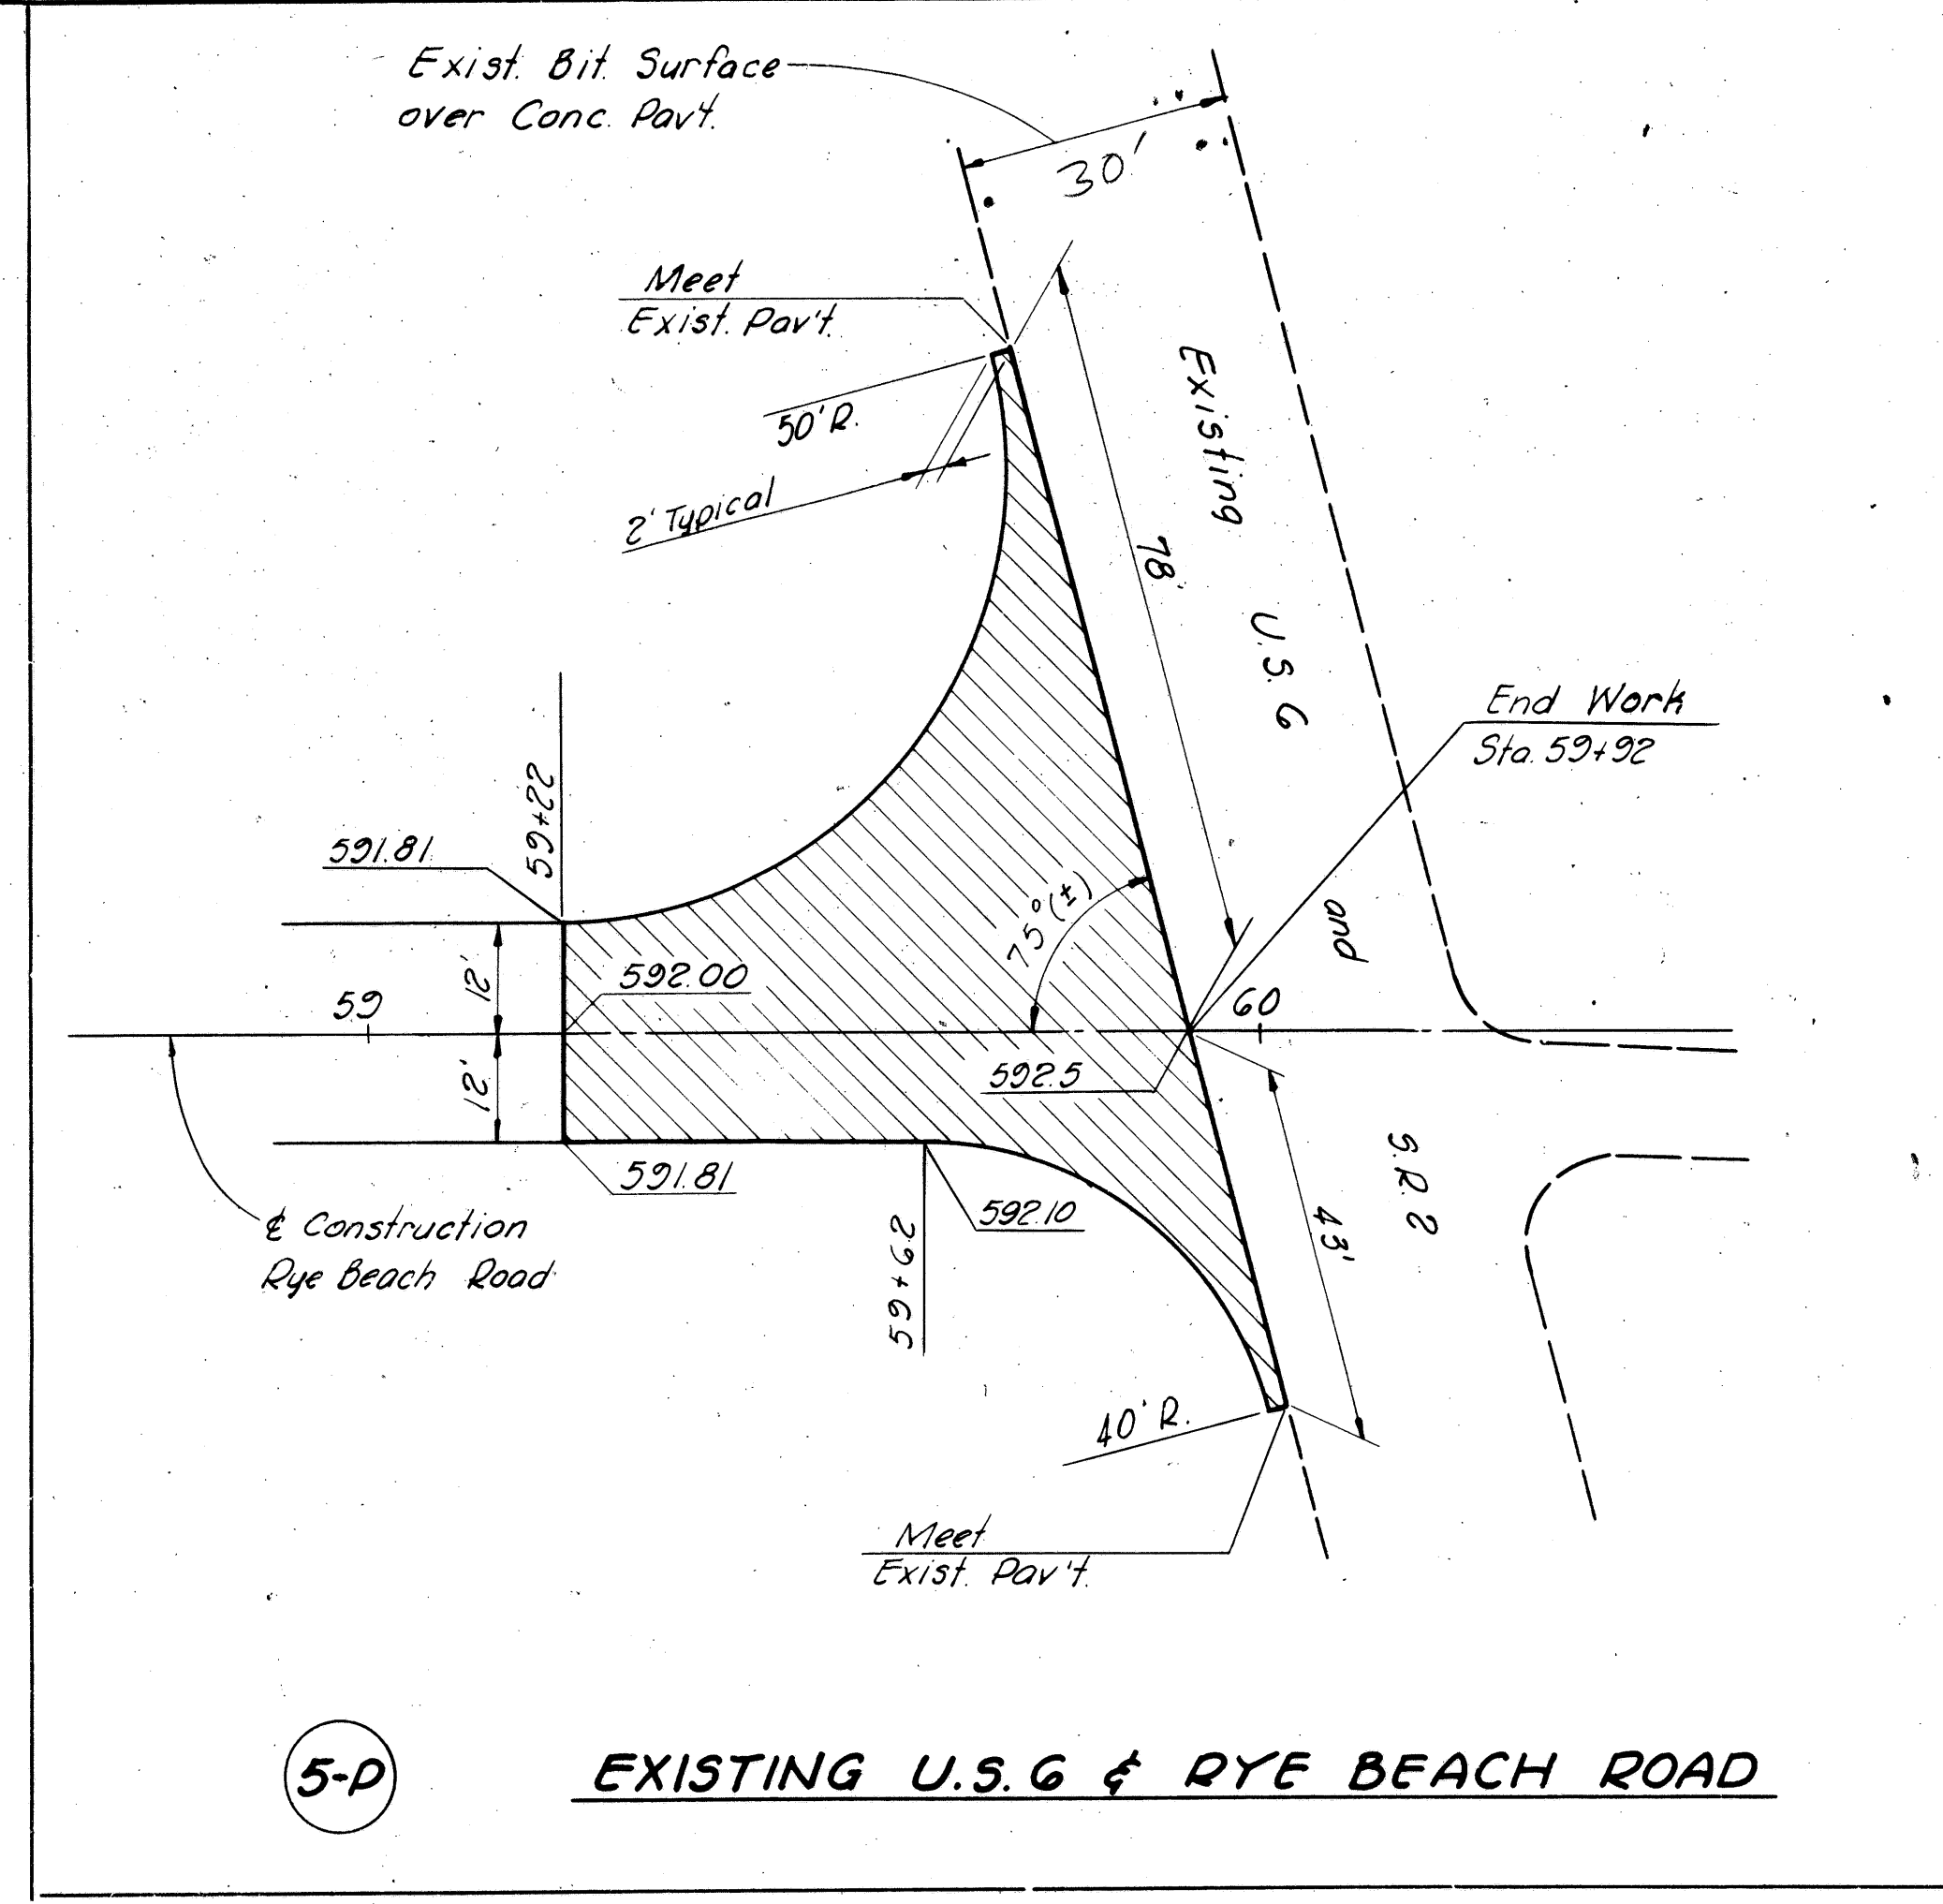 Exist. Bit. Surface
over Conc. Pav't.
30'
Meet
Exist. Pav't.
50' R.
2' Typical
Existing U.S. 6 and S.R. 2
78'
End Work
Sta. 59+92
59+22
591.81
75° (±)
12'
592.00
59
60
12'
592.5
591.81
592.10
43'
59+62
℄ Construction
Rye Beach Road
40' R.
Meet
Exist. Pav't.
5-P
EXISTING U.S. 6 & RYE BEACH ROAD